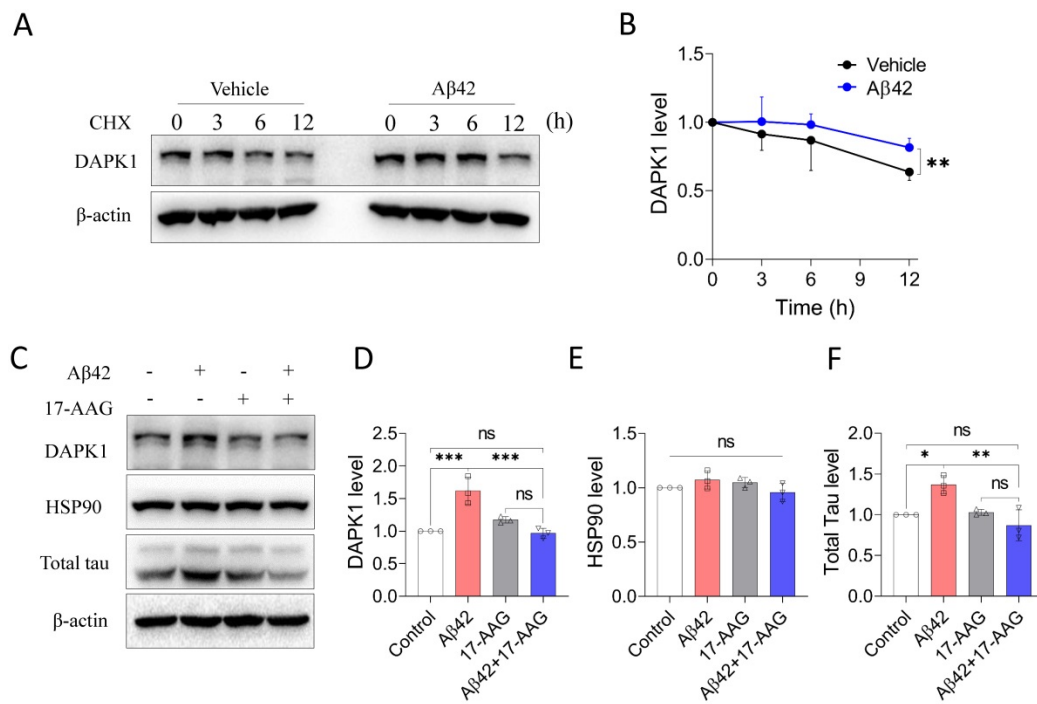 A
Vehicle Aβ42
CHX 0 3 6 12 0 3 6 12 (h)
DAPK1
β-actin
B
DAPK1 level
1.5
1.0
0.5
0.0
0 3 6 9 12
Time (h)
Vehicle
Aβ42
**
C
Aβ42 - + - +
17-AAG - - + +
DAPK1
HSP90
Total tau
β-actin
D
DAPK1 level
2.5
2.0
1.5
1.0
0.5
0.0
ns
*** ***
ns
Control
Aβ42
17-AAG
Aβ42+17-AAG
E
HSP90 level
1.5
1.0
0.5
0.0
ns
Control
Aβ42
17-AAG
Aβ42+17-AAG
F
Total Tau level
2.0
1.5
1.0
0.5
0.0
ns
* **
ns
Control
Aβ42
17-AAG
Aβ42+17-AAG